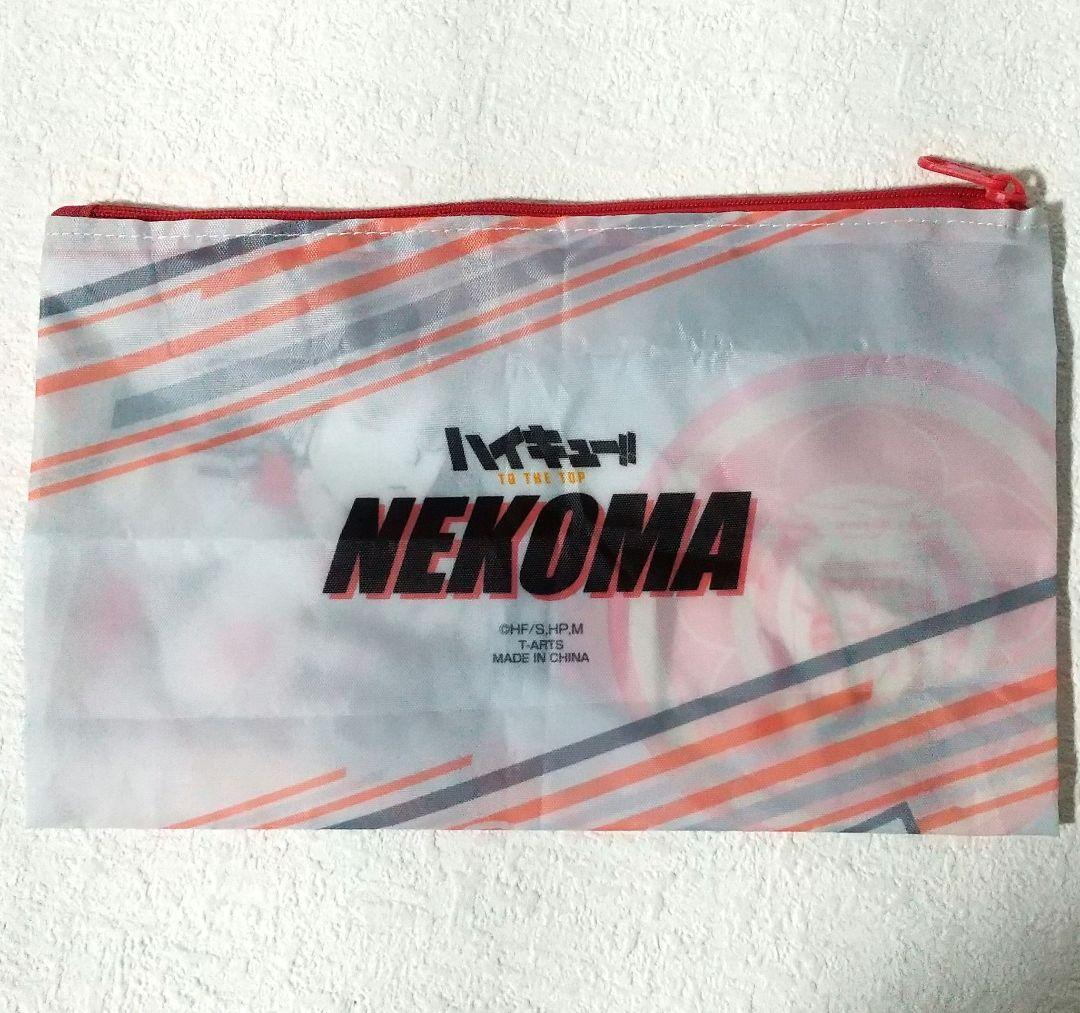 ハイキュー!!
TO THE TOP
NEKOMA
©HF/S,HP,M
T-ARTS
MADE IN CHINA